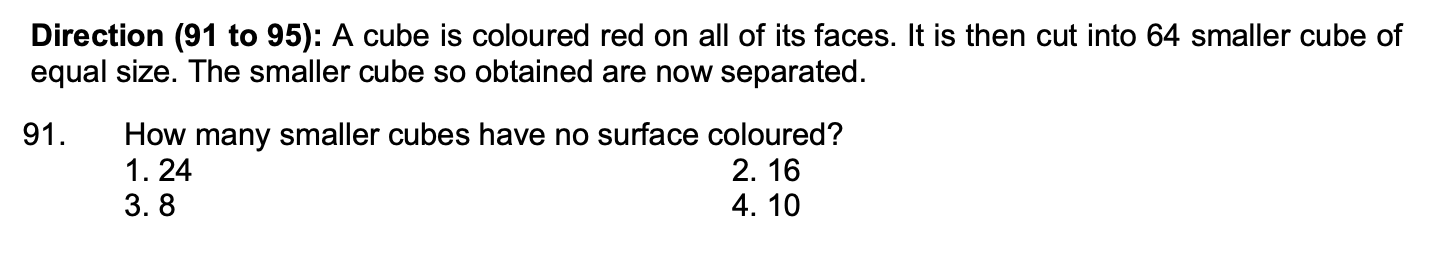 Direction (91 to 95): A cube is coloured red on all of its faces. It is then cut into 64 smaller cube of
equal size. The smaller cube so obtained are now separated.
91. How many smaller cubes have no surface coloured?
1. 24 2. 16
3. 8 4. 10